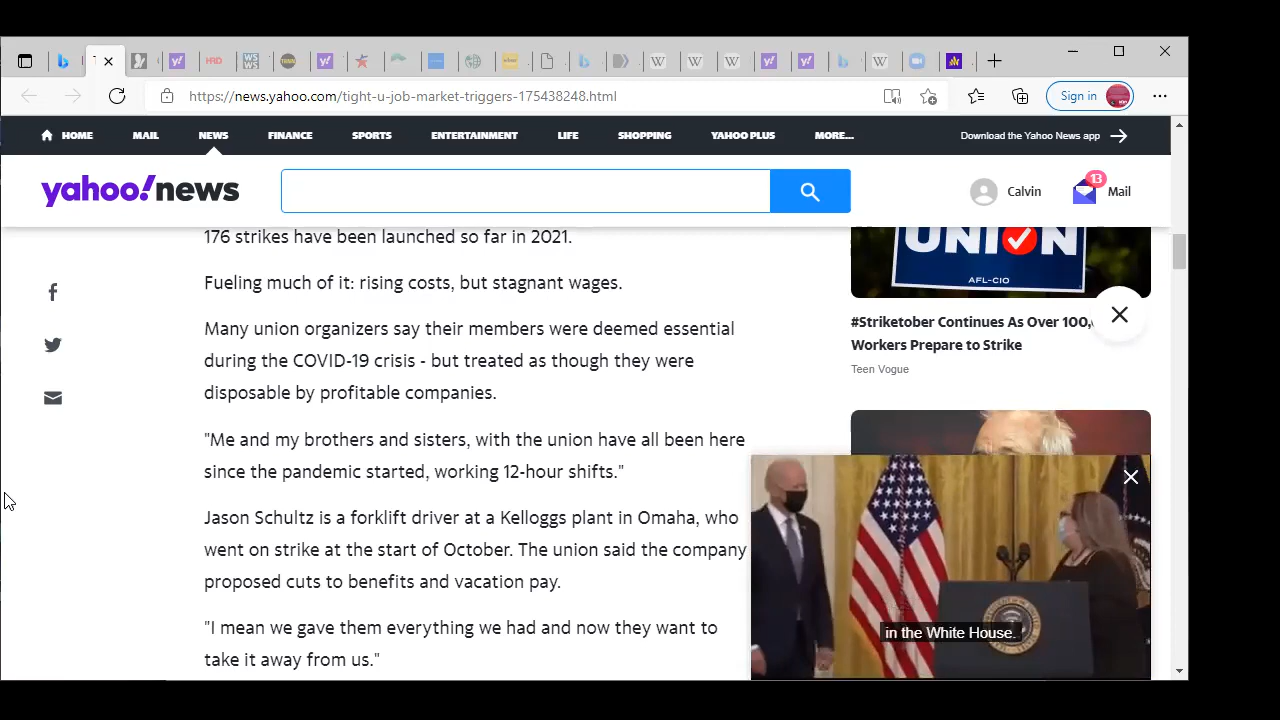 HRD
WS
WS
TRNN
https://news.yahoo.com/tight-u-job-market-triggers-175438248.html
Sign in
HOME MAIL NEWS FINANCE SPORTS ENTERTAINMENT LIFE SHOPPING YAHOO PLUS MORE...
Download the Yahoo News app
yahoo!news
Calvin
13
Mail
176 strikes have been launched so far in 2021.
Fueling much of it: rising costs, but stagnant wages.
Many union organizers say their members were deemed essential
during the COVID-19 crisis - but treated as though they were
disposable by profitable companies.
"Me and my brothers and sisters, with the union have all been here
since the pandemic started, working 12-hour shifts."
Jason Schultz is a forklift driver at a Kelloggs plant in Omaha, who
went on strike at the start of October. The union said the company
proposed cuts to benefits and vacation pay.
"I mean we gave them everything we had and now they want to
take it away from us."
UNION
AFL-CIO
#Striketober Continues As Over 100,
Workers Prepare to Strike
Teen Vogue
in the White House.